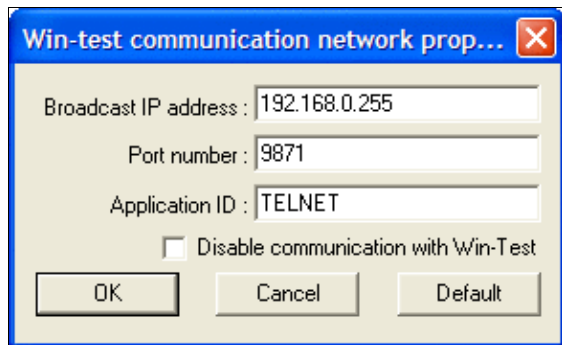 Win-test communication network prop...
Broadcast IP address : 192.168.0.255
Port number : 9871
Application ID : TELNET
Disable communication with Win-Test
OK Cancel Default